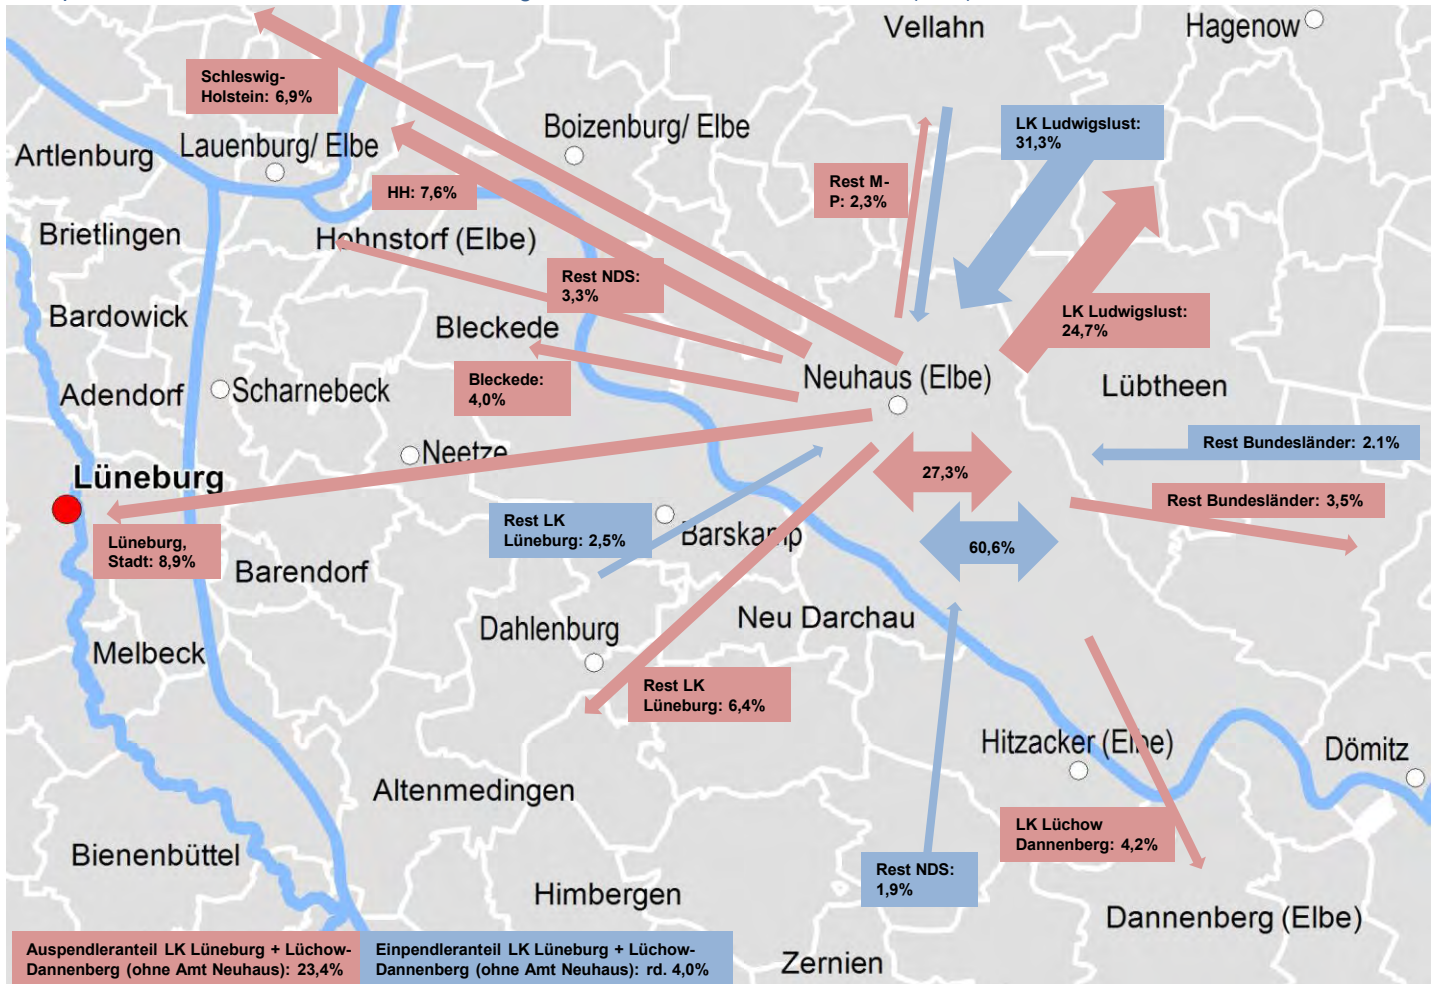 Vellahn
Hagenow
Schleswig-
Holstein: 6,9%
LK Ludwigslust:
31,3%
Boizenburg/ Elbe
Artlenburg
Lauenburg/ Elbe
HH: 7,6%
Rest M-
P: 2,3%
Brietlingen
Hohnstorf (Elbe)
Rest NDS:
3,3%
Bardowick
Bleckede
LK Ludwigslust:
24,7%
Adendorf
Scharnebeck
Bleckede:
4,0%
Neuhaus (Elbe)
Lübtheen
Rest Bundesländer: 2,1%
Neetze
Lüneburg
27,3%
Rest Bundesländer: 3,5%
Rest LK
Lüneburg: 2,5%
Barskamp
Lüneburg,
Stadt: 8,9%
60,6%
Barendorf
Neu Darchau
Dahlenburg
Melbeck
Rest LK
Lüneburg: 6,4%
Hitzacker (Elbe)
Dömitz
Altenmedingen
LK Lüchow
Dannenberg: 4,2%
Bienenbüttel
Rest NDS:
1,9%
Himbergen
Dannenberg (Elbe)
Auspendleranteil LK Lüneburg + Lüchow-
Dannenberg (ohne Amt Neuhaus): 23,4%
Einpendleranteil LK Lüneburg + Lüchow-
Dannenberg (ohne Amt Neuhaus): rd. 4,0%
Zernien